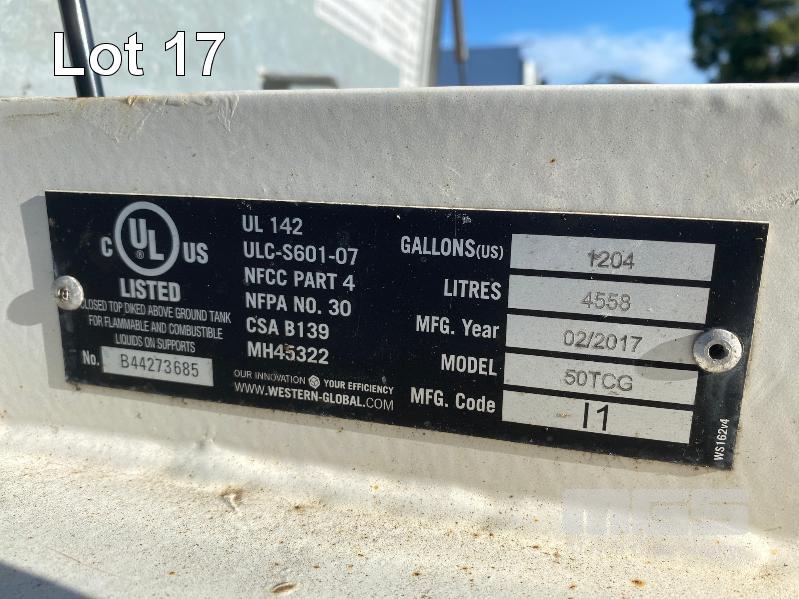 Lot 17
C UL ® US
LISTED
CLOSED TOP DIKED ABOVE GROUND TANK
FOR FLAMMABLE AND COMBUSTIBLE
LIQUIDS ON SUPPORTS
No. B44273685
UL 142
ULC-S601-07
NFCC PART 4
NFPA NO. 30
CSA B139
MH45322
OUR INNOVATION YOUR EFFICIENCY
WWW.WESTERN-GLOBAL.COM
GALLONS(US) 1204
LITRES 4558
MFG. Year 02/2017
MODEL 50TCG
MFG. Code I1
WS162v4
MGS